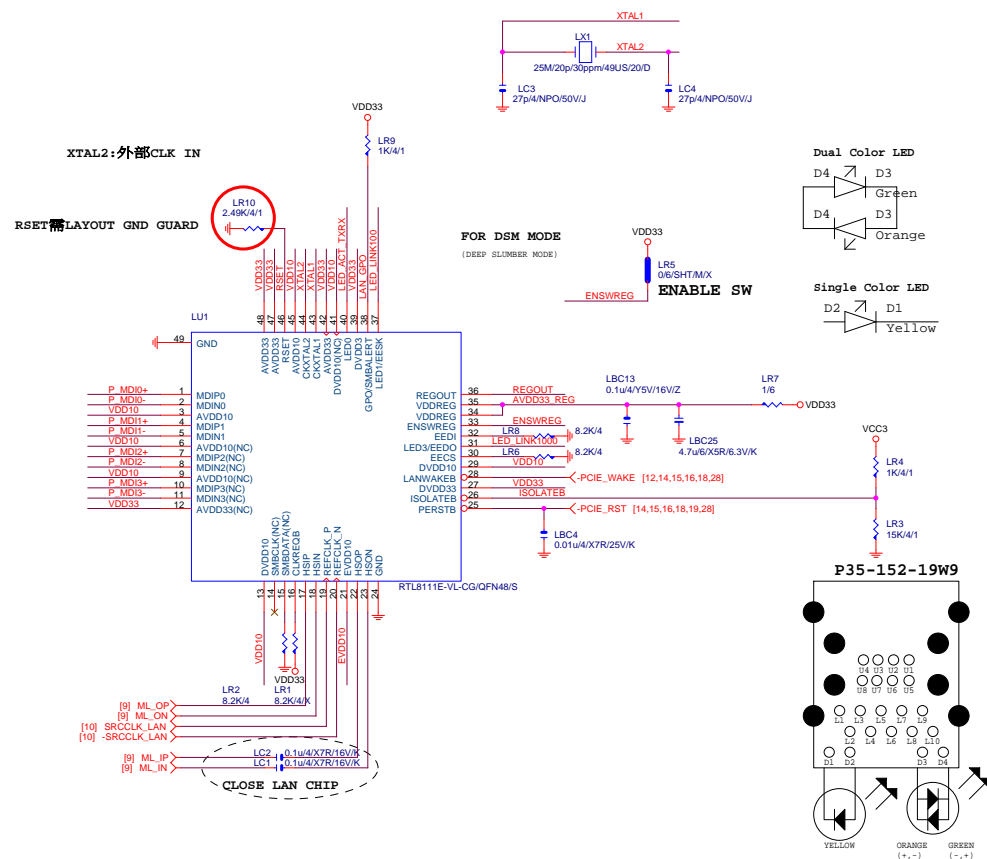 XTAL1
LX1
XTAL2
25M/20p/30ppm/49US/20/D
LC3
27p/4/NPO/50V/J
LC4
27p/4/NPO/50V/J
VDD33
LR9
1K/4/1
XTAL2:外部CLK IN
LR10
2.49K/4/1
RSET需LAYOUT GND GUARD
FOR DSM MODE
(DEEP SLUMBER MODE)
VDD33
LR5
0/6/SHT/M/X
ENABLE SW
ENSWREG
Dual Color LED
D4 D3
Green
D4 D3
Orange
Single Color LED
D2 D1
Yellow
VDD33
VDD33
RSET
VDD10
XTAL2
XTAL1
VDD33
VDD10
LED_ACT_TXRX
VDD33
LAN_GPO
LED_LINK100
LU1
48 47 46 45 44 43 42 41 40 39 38 37
AVDD33
AVDD33
RSET
AVDD10
CKXTAL2
CKXTAL1
AVDD33
DVDD10(NC)
LED0
DVDD3
GPO/SMBALERT
LED1/EESK
49 GND
P_MDI0+ 1 MDIP0
P_MDI0- 2 MDIN0
VDD10 3 AVDD10
P_MDI1+ 4 MDIP1
P_MDI1- 5 MDIN1
VDD10 6 AVDD10(NC)
P_MDI2+ 7 MDIP2(NC)
P_MDI2- 8 MDIN2(NC)
VDD10 9 AVDD10(NC)
P_MDI3+ 10 MDIP3(NC)
P_MDI3- 11 MDIN3(NC)
VDD33 12 AVDD33(NC)
REGOUT 36 REGOUT
VDDREG 35 AVDD33_REG
VDDREG 34
ENSWREG 33 ENSWREG
EEDI 32 LR8 8.2K/4
LED3/EEDO 31 LED_LINK1000
EECS 30 LR6 8.2K/4
DVDD10 29 VDD10
LANWAKEB 28 -PCIE_WAKE [12,14,15,16,18,28]
DVDD33 27 VDD33
ISOLATEB 26 ISOLATEB
PERSTB 25 -PCIE_RST [14,15,16,18,19,28]
LBC13
0.1u/4/Y5V/16V/Z
LR7
1/6
VDD33
LBC25
4.7u/6/X5R/6.3V/K
VCC3
LR4
1K/4/1
LR3
15K/4/1
LBC4
0.01u/4/X7R/25V/K
DVDD10
SMBCLK(NC)
SMBDATA(NC)
CLKREQB
HSIP
HSIN
REFCLK_P
REFCLK_N
EVDD10
HSOP
HSON
GND
RTL8111E-VL-CG/QFN48/S
13 14 15 16 17 18 19 20 21 22 23 24
VDD10
EVDD10
VDD33
LR2
8.2K/4
LR1
8.2K/4/X
[9] ML_OP
[9] ML_ON
[10] SRCCLK_LAN
[10] -SRCCLK_LAN
[9] ML_IP
[9] ML_IN
LC2 0.1u/4/X7R/16V/K
LC1 0.1u/4/X7R/16V/K
CLOSE LAN CHIP
P35-152-19W9
U4 U3 U2 U1
U8 U7 U6 U5
L1 L3 L5 L7 L9
L2 L4 L6 L8 L10
D1 D2 D3 D4
YELLOW
ORANGE
(+,-)
GREEN
(-,+)